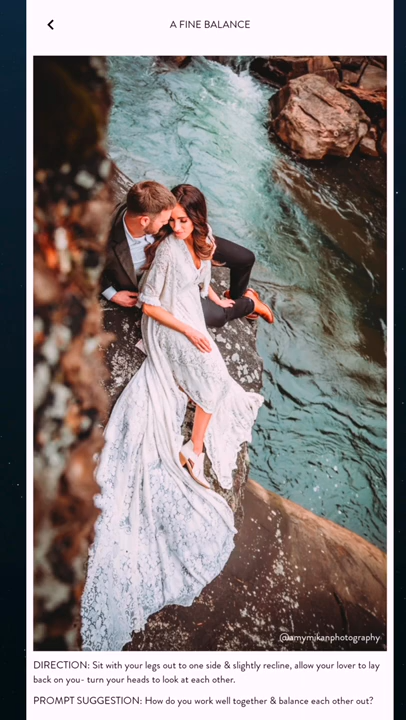 A FINE BALANCE
@amymikanphotography
DIRECTION: Sit with your legs out to one side & slightly recline, allow your lover to lay
back on you- turn your heads to look at each other.
PROMPT SUGGESTION: How do you work well together & balance each other out?